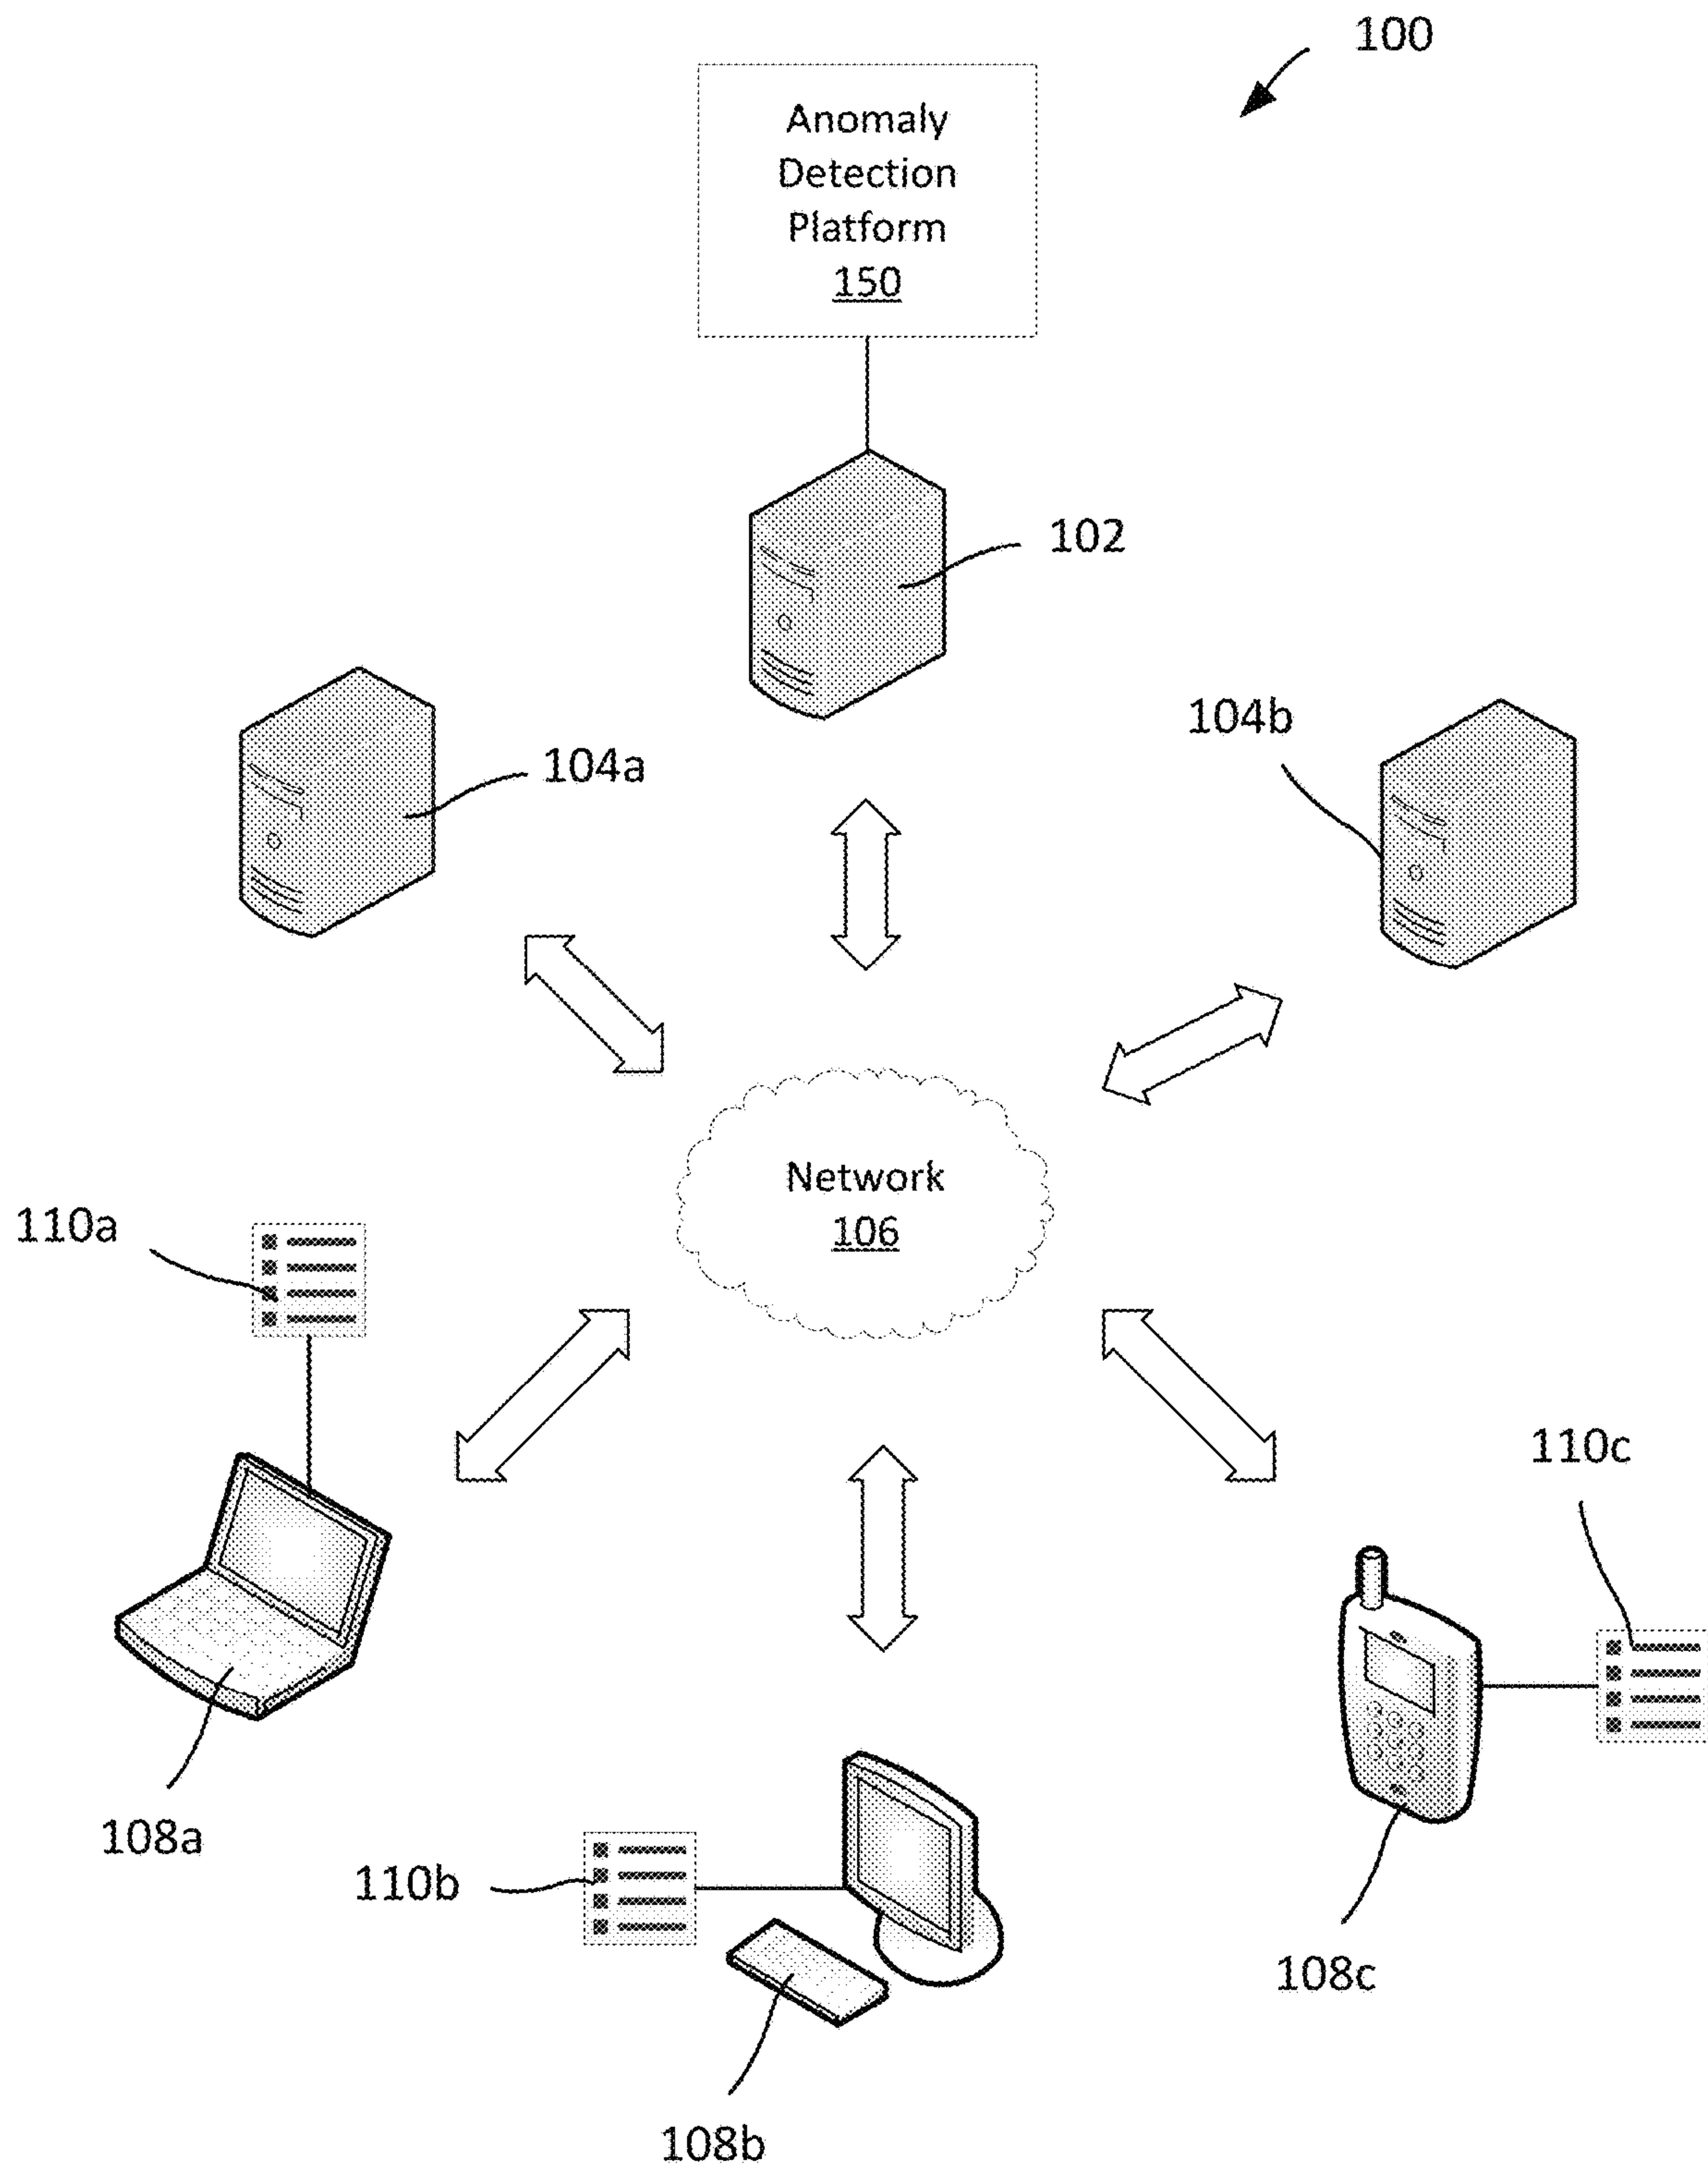 100
Anomaly
Detection
Platform
150
102
104b
104a
Network
106
110a
110c
108a
110b
108c
108b